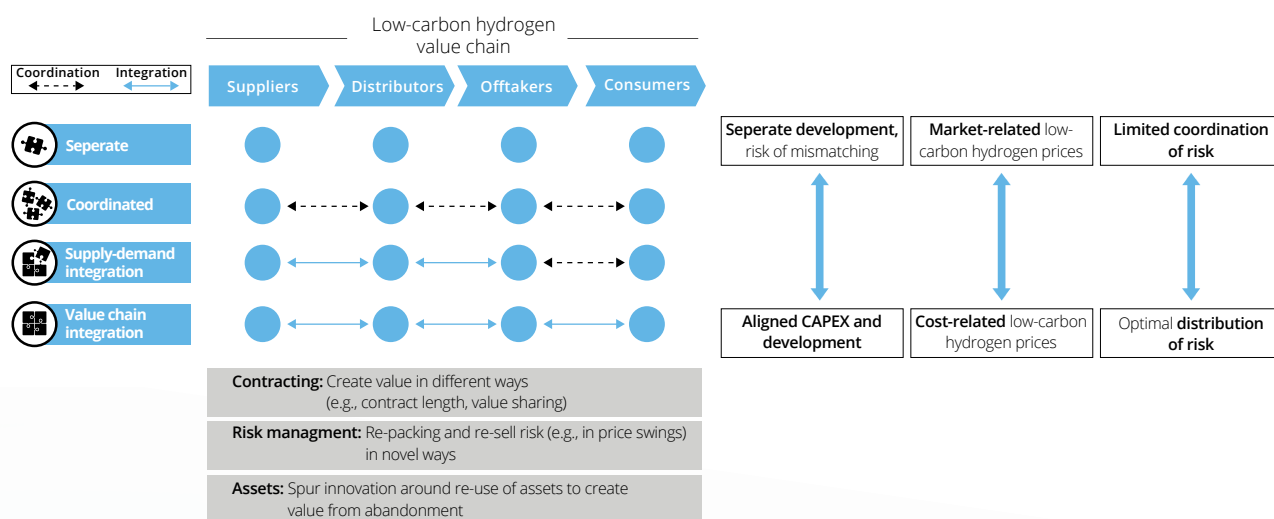 Low-carbon hydrogen
value chain
Coordination
Integration
Suppliers
Distributors
Offtakers
Consumers
Seperate
Coordinated
Supply-demand
integration
Value chain
integration
Seperate development,
risk of mismatching
Market-related low-
carbon hydrogen prices
Limited coordination
of risk
Aligned CAPEX and
development
Cost-related low-carbon
hydrogen prices
Optimal distribution
of risk
Contracting: Create value in different ways
(e.g., contract length, value sharing)
Risk managment: Re-packing and re-sell risk (e.g., in price swings)
in novel ways
Assets: Spur innovation around re-use of assets to create
value from abandonment